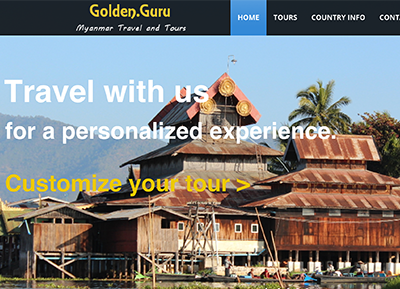 Golden.Guru
Myanmar Travel and Tours
HOME TOURS COUNTRY INFO CONTA
Travel with us
for a personalized experience.
Customize your tour >